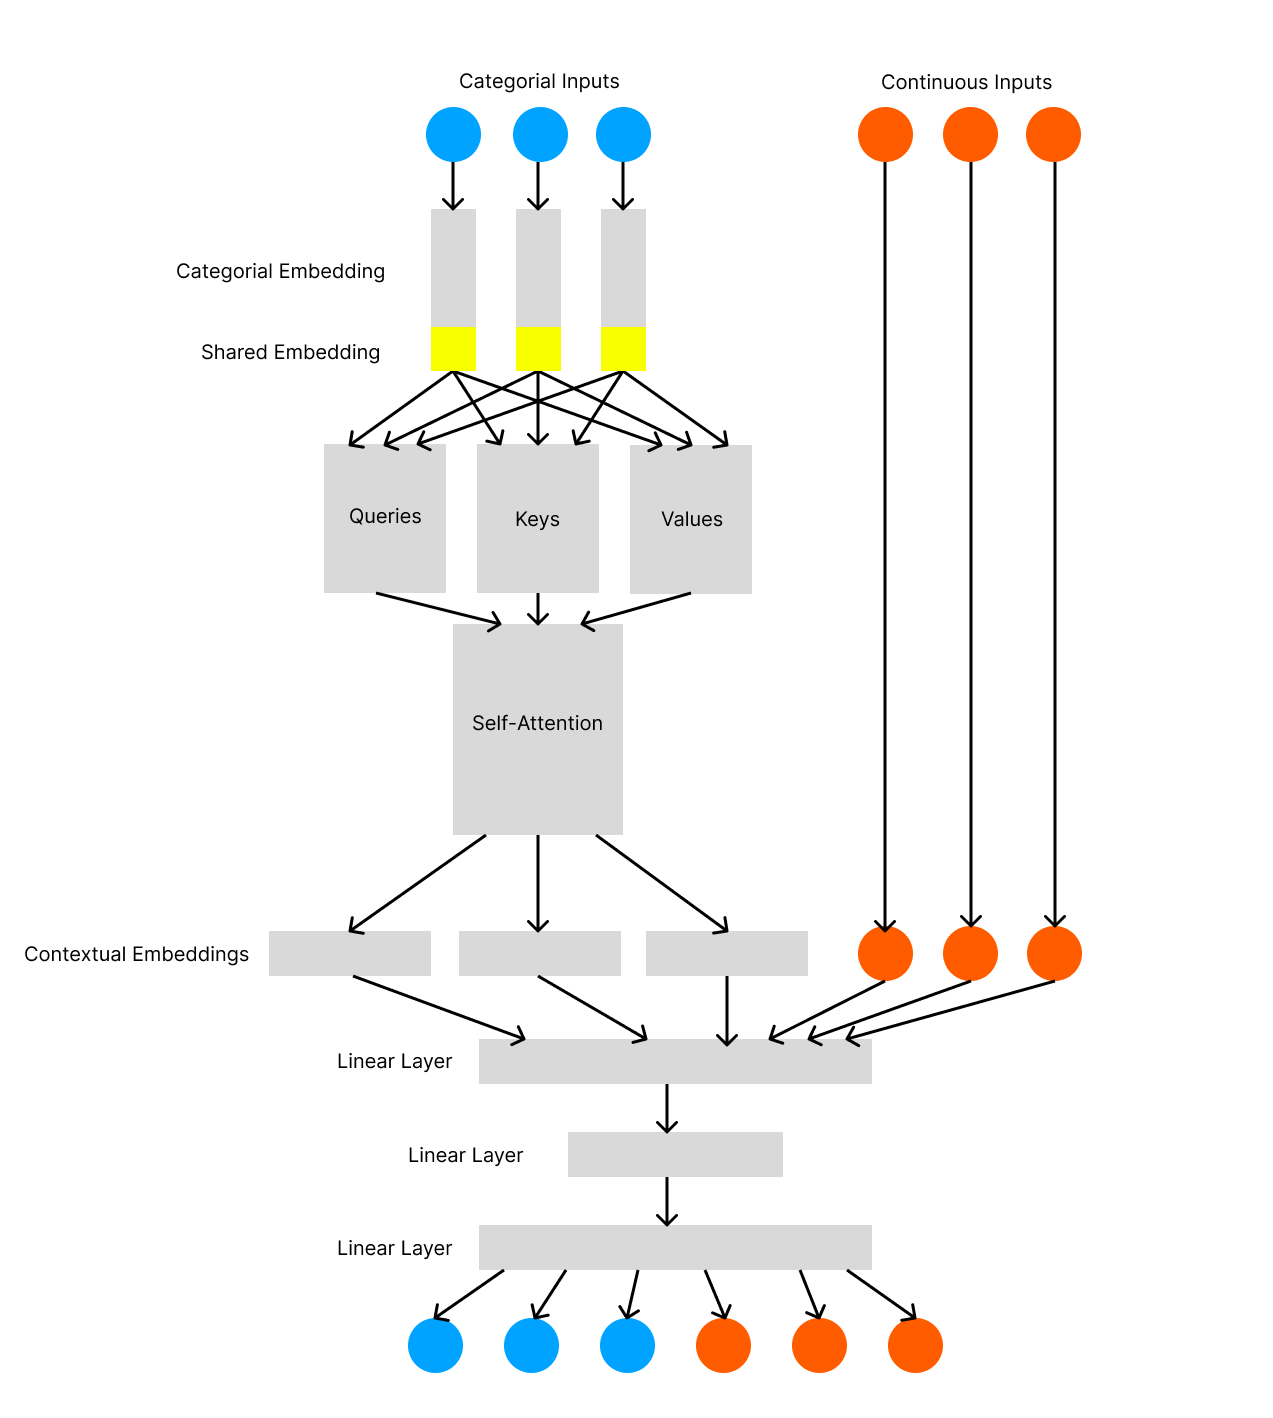 Categorial Inputs
Continuous Inputs
Categorial Embedding
Shared Embedding
Queries
Keys
Values
Self-Attention
Contextual Embeddings
Linear Layer
Linear Layer
Linear Layer